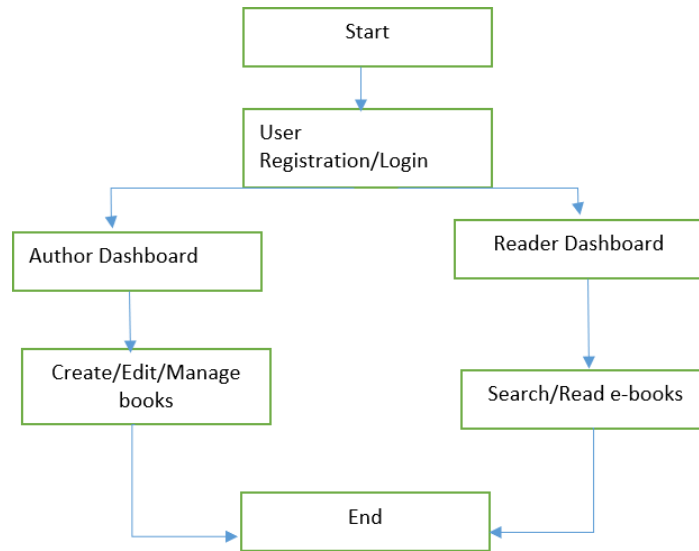 Start
User
Registration/Login
Author Dashboard
Reader Dashboard
Create/Edit/Manage
books
Search/Read e-books
End